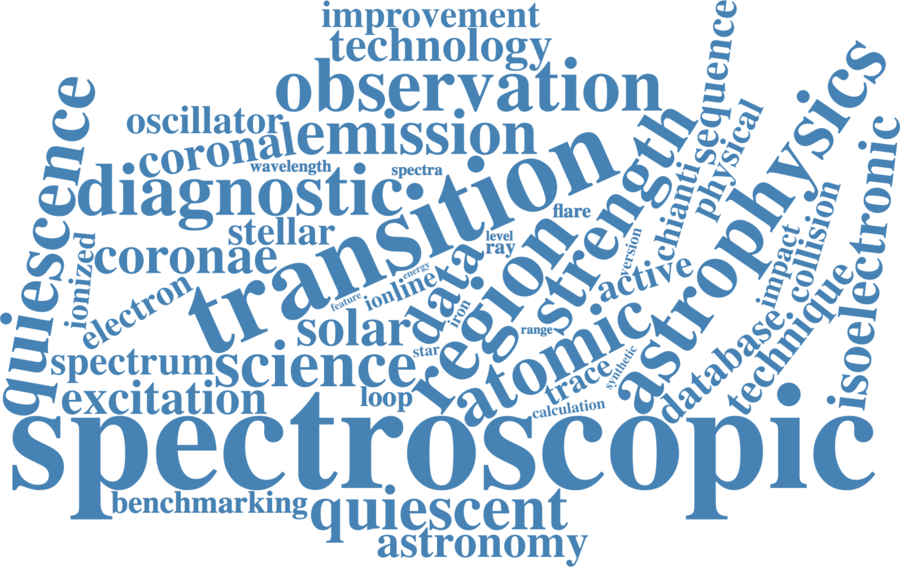 improvement
technology
observation
sequence
oscillator
emission
coronal
wavelength
spectra
diagnostic
transition
strength
chianti
physical
astrophysics
isoelectronic
quiescence
ionized
stellar
coronae
electron
flare
level
ray
version
region
data
energy
feature
ionline
iron
active
impact
collision
solar
star
range
atomic
synthetic
trace
database
technique
spectrum
science
excitation
loop
calculation
spectroscopic
benchmarking
quiescent
astronomy